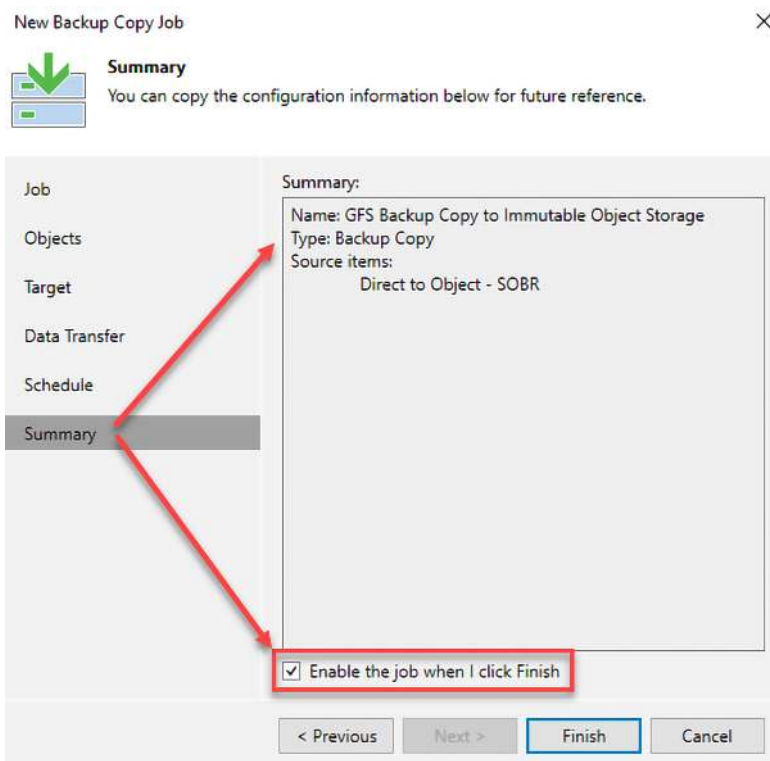 New Backup Copy Job
Summary
You can copy the configuration information below for future reference.
Job
Objects
Target
Data Transfer
Schedule
Summary
Summary:
Name: GFS Backup Copy to Immutable Object Storage
Type: Backup Copy
Source items:
Direct to Object - SOBR
Enable the job when I click Finish
< Previous
Next >
Finish
Cancel